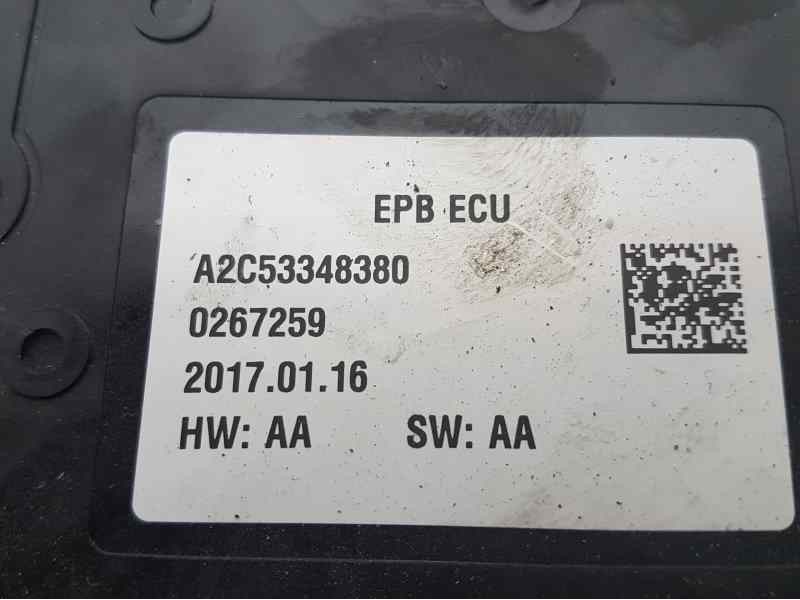 EPB ECU
A2C53348380
0267259
2017.01.16
HW: AA SW: AA